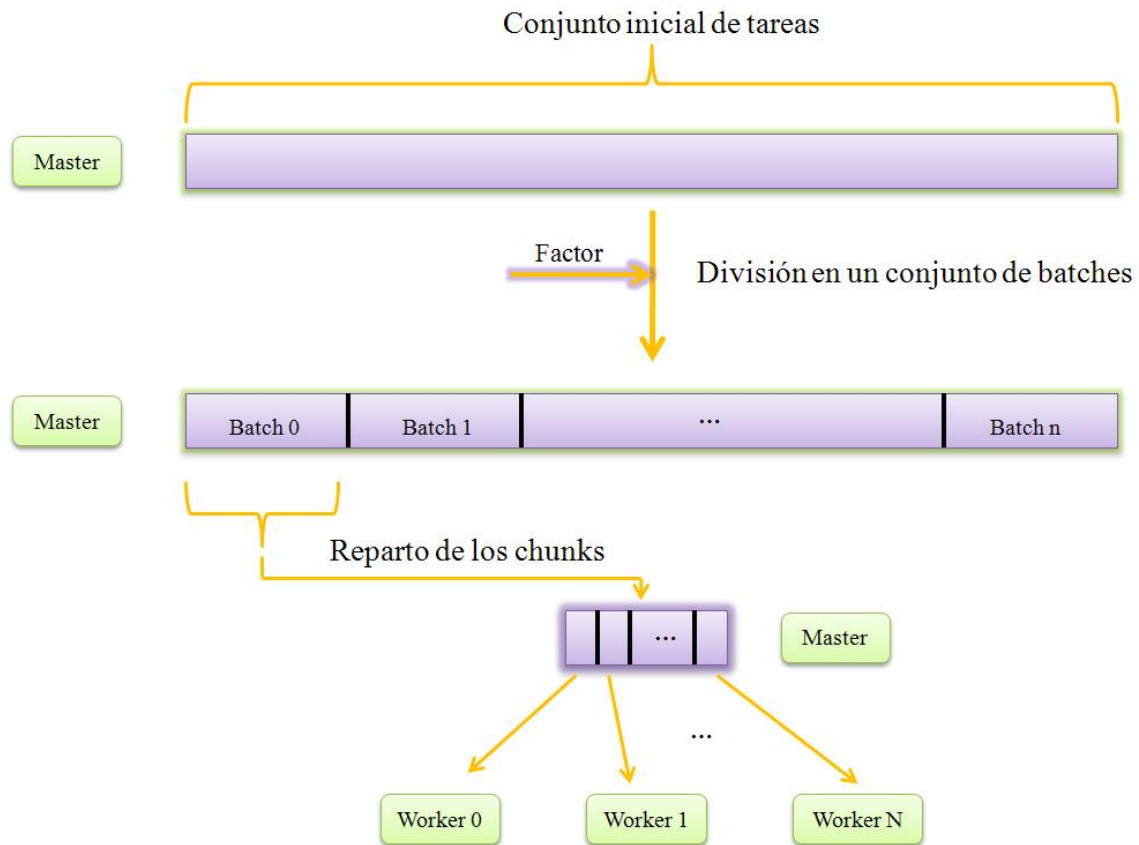 Conjunto inicial de tareas
Master
Factor
División en un conjunto de batches
Master
Batch 0
Batch 1
...
Batch n
Reparto de los chunks
...
Master
...
Worker 0
Worker 1
Worker N